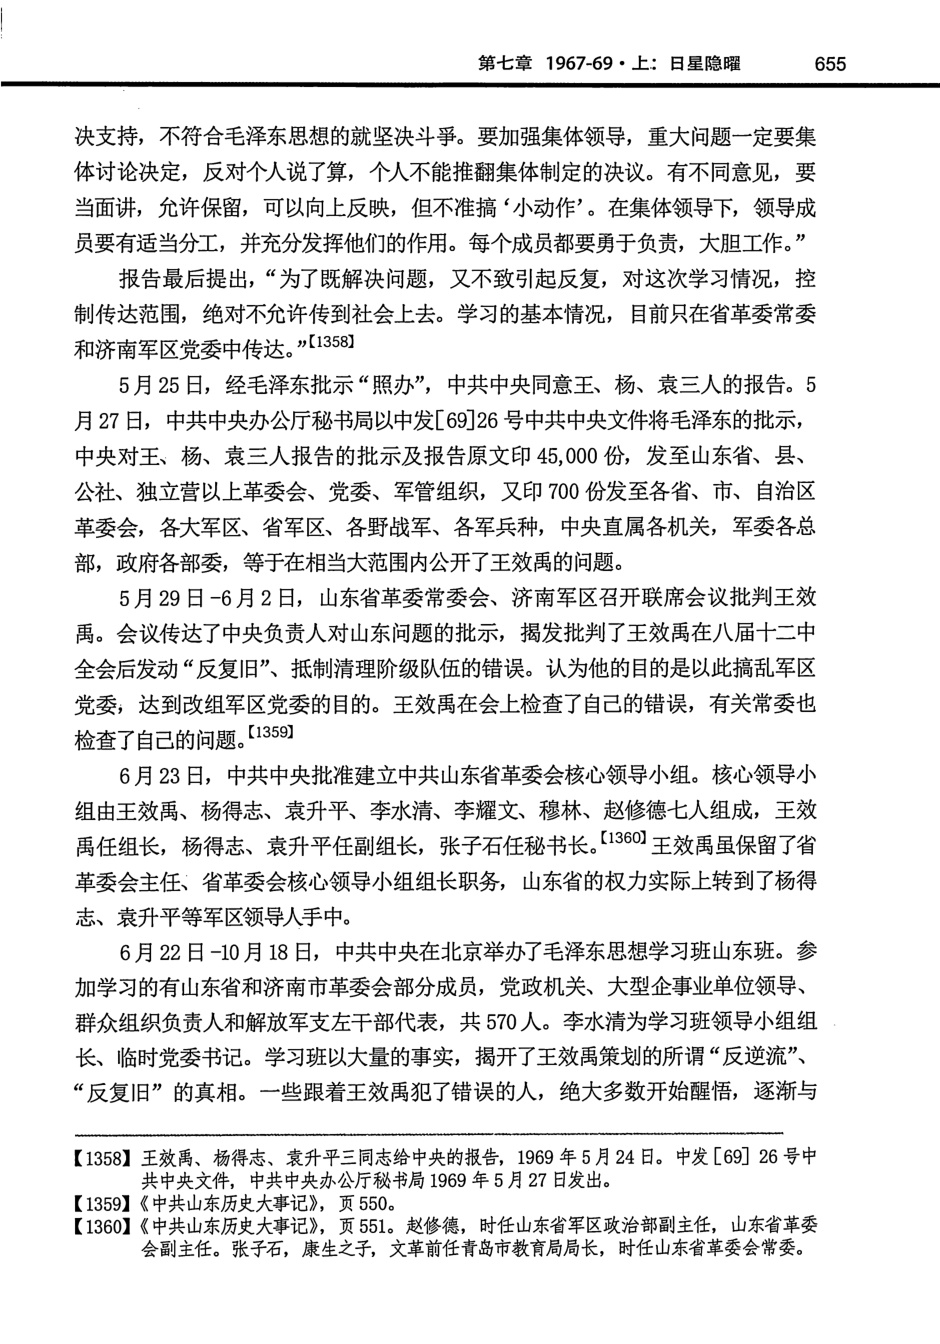 第七章 1967-69·上：日星隐曜 655
决支持，不符合毛泽东思想的就坚决斗爭。要加强集体领导，重大问题一定要集
体讨论决定，反对个人说了算，个人不能推翻集体制定的决议。有不同意见，要
当面讲，允许保留，可以向上反映，但不准搞‘小动作’。在集体领导下，领导成
员要有适当分工，并充分发挥他们的作用。每个成员都要勇于负责，大胆工作。”
报告最后提出，“为了既解决问题，又不致引起反复，对这次学习情况，控
制传达范围，绝对不允许传到社会上去。学习的基本情况，目前只在省革委常委
和济南军区党委中传达。”【1358】
5月25日，经毛泽东批示“照办”，中共中央同意王、杨、袁三人的报告。5
月27日，中共中央办公厅秘书局以中发[69]26号中共中央文件将毛泽东的批示，
中央对王、杨、袁三人报告的批示及报告原文印45,000份，发至山东省、县、
公社、独立营以上革委会、党委、军管组织，又印700份发至各省、市、自治区
革委会，各大军区、省军区、各野战军、各军兵种，中央直属各机关，军委各总
部，政府各部委，等于在相当大范围内公开了王效禹的问题。
5月29日-6月2日，山东省革委常委会、济南军区召开联席会议批判王效
禹。会议传达了中央负责人对山东问题的批示，揭发批判了王效禹在八届十二中
全会后发动“反复旧”、抵制清理阶级队伍的错误。认为他的目的是以此搞乱军区
党委，达到改组军区党委的目的。王效禹在会上检查了自己的错误，有关常委也
检查了自己的问题。【1359】
6月23日，中共中央批准建立中共山东省革委会核心领导小组。核心领导小
组由王效禹、杨得志、袁升平、李水清、李耀文、穆林、赵修德七人组成，王效
禹任组长，杨得志、袁升平任副组长，张子石任秘书长。【1360】王效禹虽保留了省
革委会主任、省革委会核心领导小组组长职务，山东省的权力实际上转到了杨得
志、袁升平等军区领导人手中。
6月22日-10月18日，中共中央在北京举办了毛泽东思想学习班山东班。参
加学习的有山东省和济南市革委会部分成员，党政机关、大型企事业单位领导、
群众组织负责人和解放军支左干部代表，共570人。李水清为学习班领导小组组
长、临时党委书记。学习班以大量的事实，揭开了王效禹策划的所谓“反逆流”、
“反复旧”的真相。一些跟着王效禹犯了错误的人，绝大多数开始醒悟，逐渐与
【1358】王效禹、杨得志、袁升平三同志给中央的报告，1969年5月24日。中发[69]26号中
共中央文件，中共中央办公厅秘书局1969年5月27日发出。
【1359】《中共山东历史大事记》，页550。
【1360】《中共山东历史大事记》，页551。赵修德，时任山东省军区政治部副主任，山东省革委
会副主任。张子石，康生之子，文革前任青岛市教育局局长，时任山东省革委会常委。